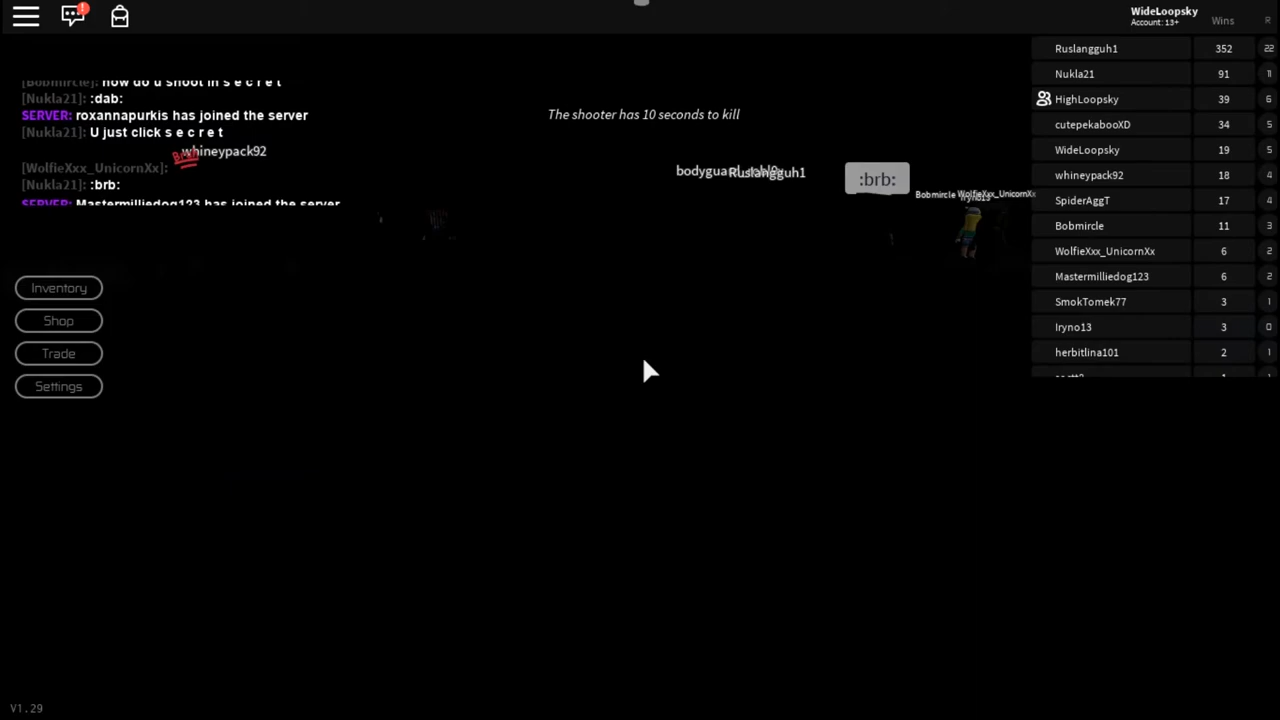 WideLoopsky
Account: 13+
Wins
R
[Bobmircle]: how do u shoot in s e c r e t
[Nukla21]: :dab:
SERVER: roxannapurkis has joined the server
[Nukla21]: U just click s e c r e t
whineypack92
[WolfieXxx_UnicornXx]:
[Nukla21]: :brb:
SERVER: Mastermilliedog123 has joined the server
The shooter has 10 seconds to kill
Ruslangguh1
:brb:
Bobmircle WolfieXxx_UnicornXx
Iryno13
Inventory
Shop
Trade
Settings
Ruslangguh1 352 22
Nukla21 91 11
HighLoopsky 39 6
cutepekabooXD 34 5
WideLoopsky 19 5
whineypack92 18 4
SpiderAggT 17 4
Bobmircle 11 3
WolfieXxx_UnicornXx 6 2
Mastermilliedog123 6 2
SmokTomek77 3 1
Iryno13 3 0
herbitlina101 2 1
V1.29